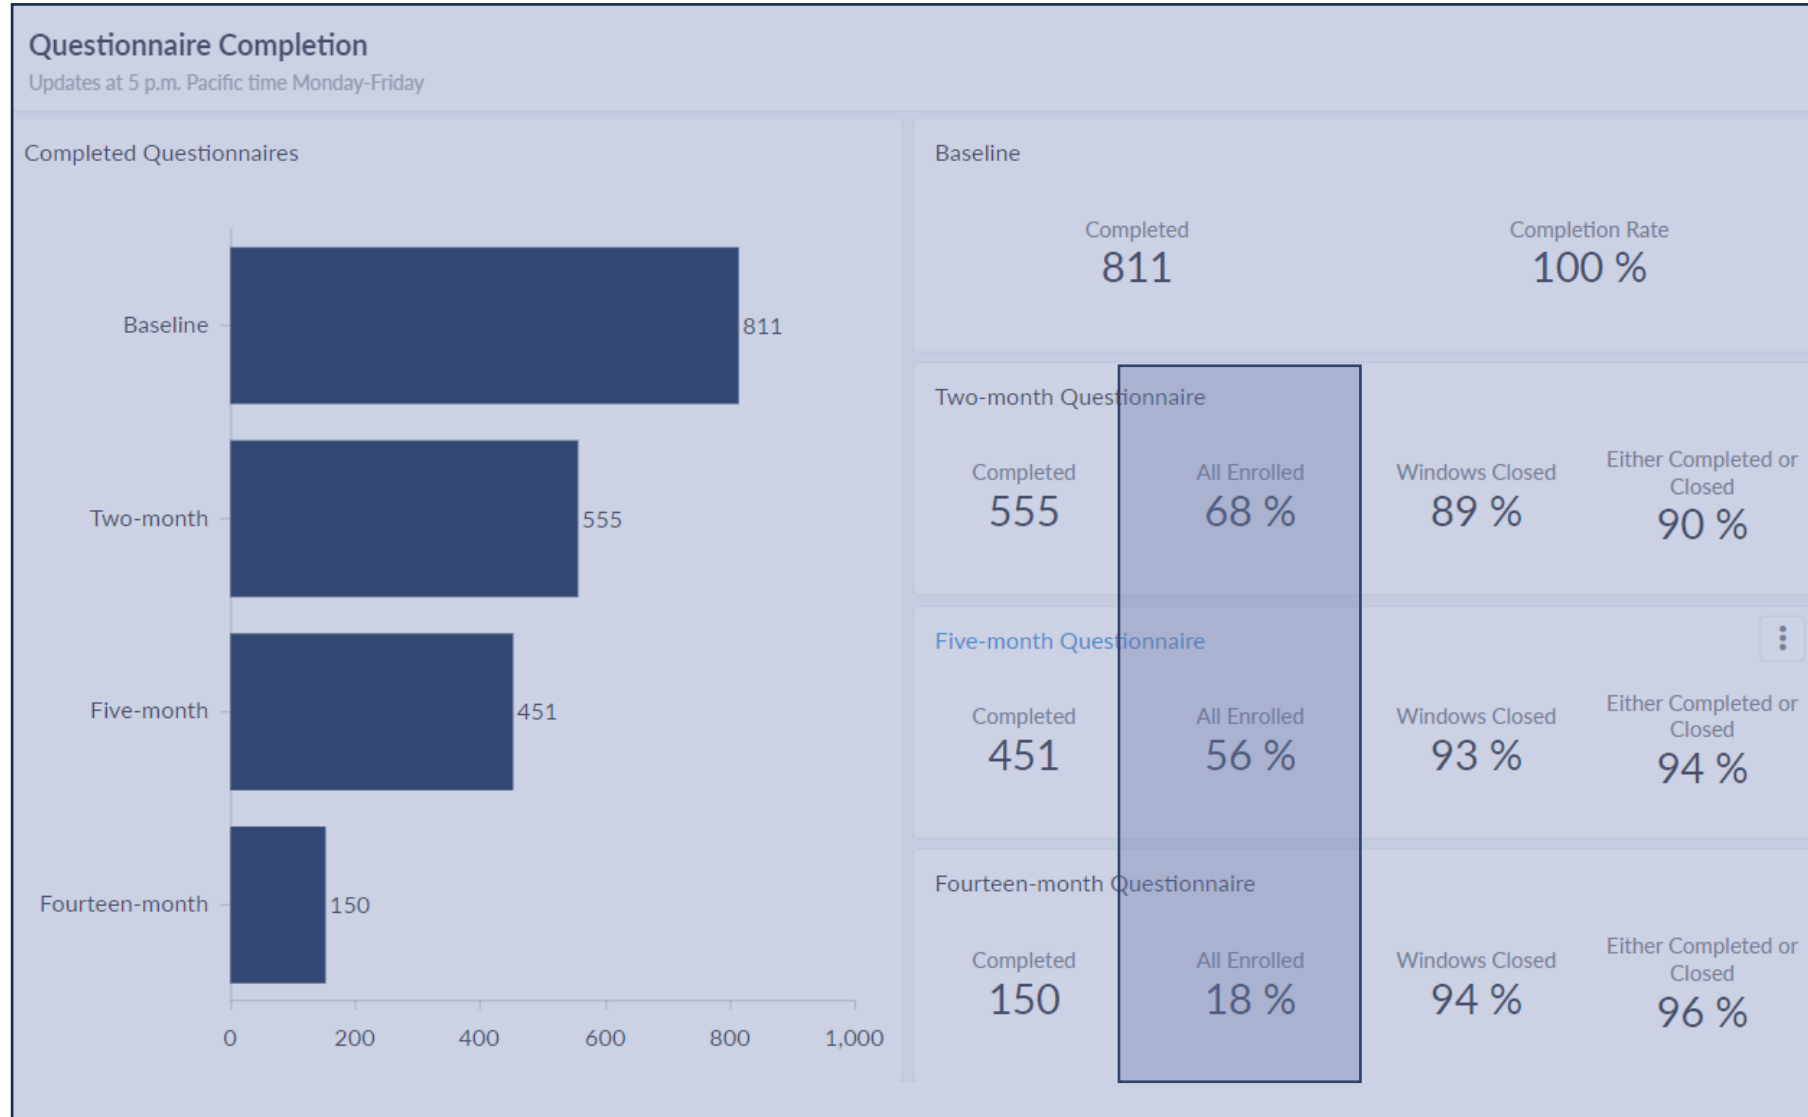 Questionnaire Completion
Updates at 5 p.m. Pacific time Monday-Friday
Completed Questionnaires
Baseline
811
Two-month
555
Five-month
451
Fourteen-month
150
0 200 400 600 800 1,000
Baseline
Completed Completion Rate
811 100 %
Two-month Questionnaire
Completed All Enrolled Windows Closed Either Completed or
Closed
555 68 % 89 % 90 %
Five-month Questionnaire
Completed All Enrolled Windows Closed Either Completed or
Closed
451 56 % 93 % 94 %
Fourteen-month Questionnaire
Completed All Enrolled Windows Closed Either Completed or
Closed
150 18 % 94 % 96 %